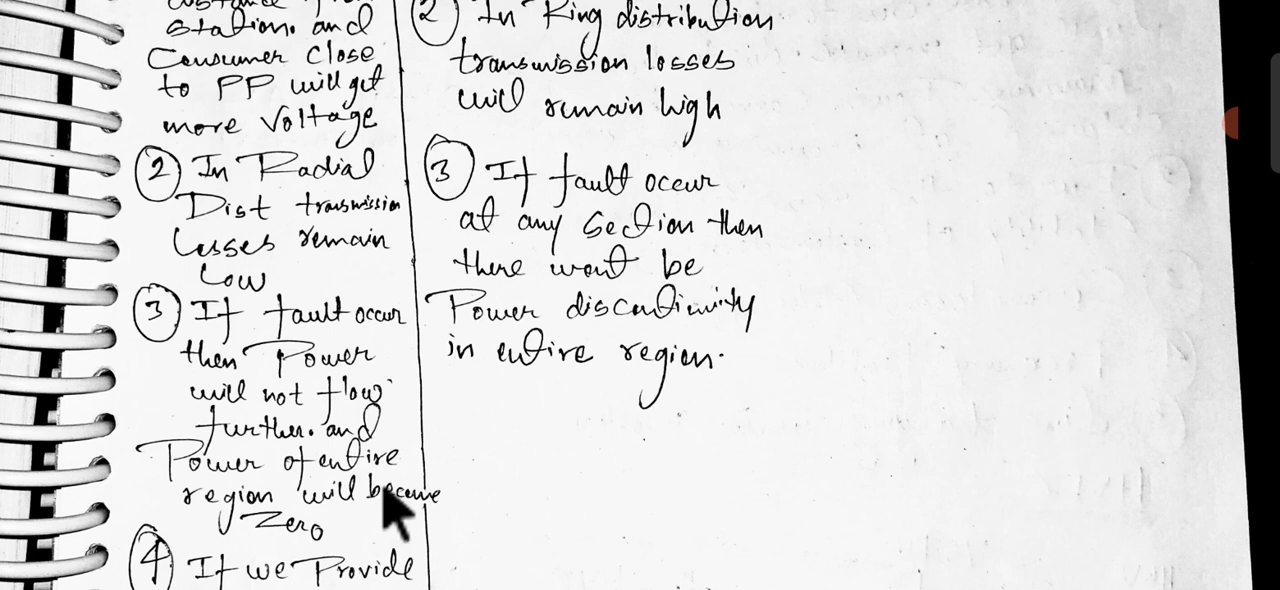 station. and
Consumer Close
to PP will get
more Voltage
② In Radial
Dist transmission
Losses remain
Low
③ If fault occur
then Power
will not flow
further. and
Power of entire
region will become
Zero
④ If we Provide
② In Ring distribution
transmission losses
will remain high
③ If fault occur
at any section then
there wont be
Power discontinuity
in entire region.